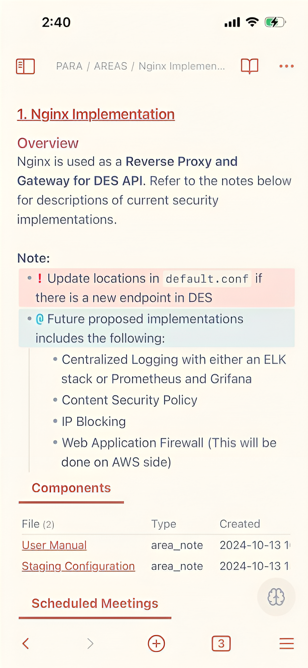 2:40
PARA / AREAS / Nginx Implemen...
1. Nginx Implementation
Overview
Nginx is used as a Reverse Proxy and
Gateway for DES API. Refer to the notes below
for descriptions of current security
implementations.
Note:
! Update locations in default.conf if
there is a new endpoint in DES
@ Future proposed implementations
includes the following:
Centralized Logging with either an ELK
stack or Prometheus and Grifana
Content Security Policy
IP Blocking
Web Application Firewall (This will be
done on AWS side)
Components
File (2) Type Created
User Manual area_note 2024-10-13 1
Staging Configuration area_note 2024-10-13 1
Scheduled Meetings
3